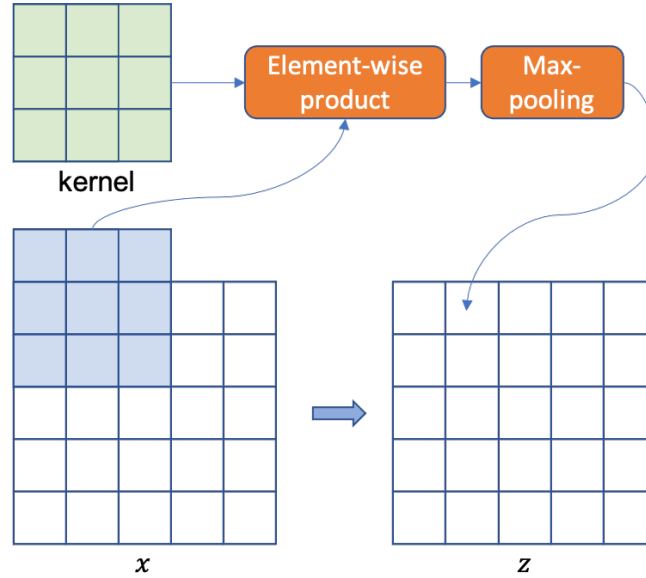 Element-wise
product
Max-
pooling
kernel
x
z